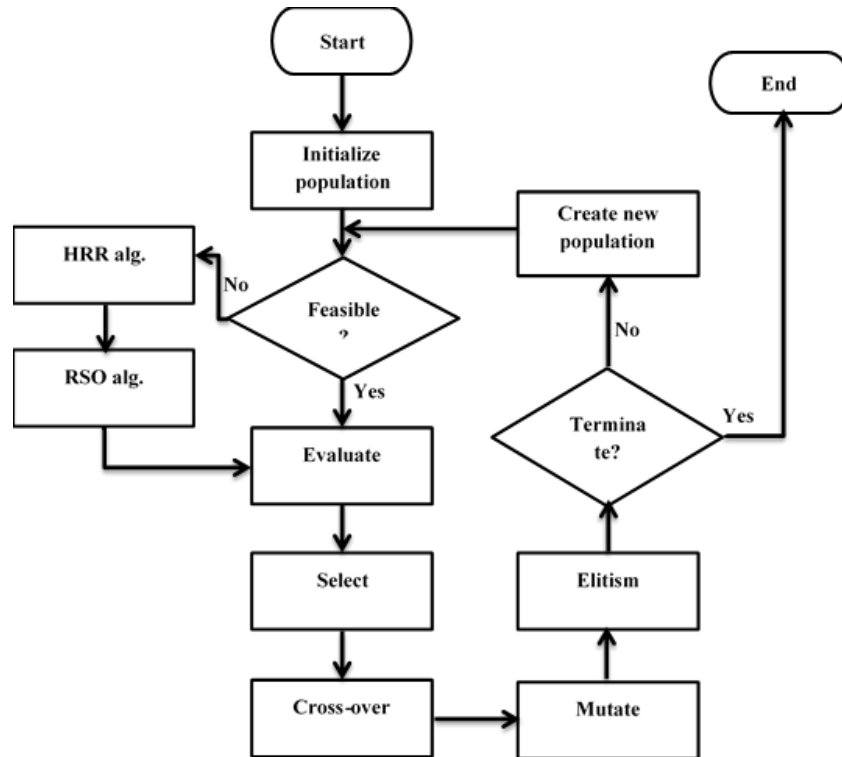 Start
End
Initialize
population
Create new
population
HRR alg.
No
Feasible
?
No
RSO alg.
Yes
Yes
Termina
te?
Evaluate
Select
Elitism
Cross-over
Mutate